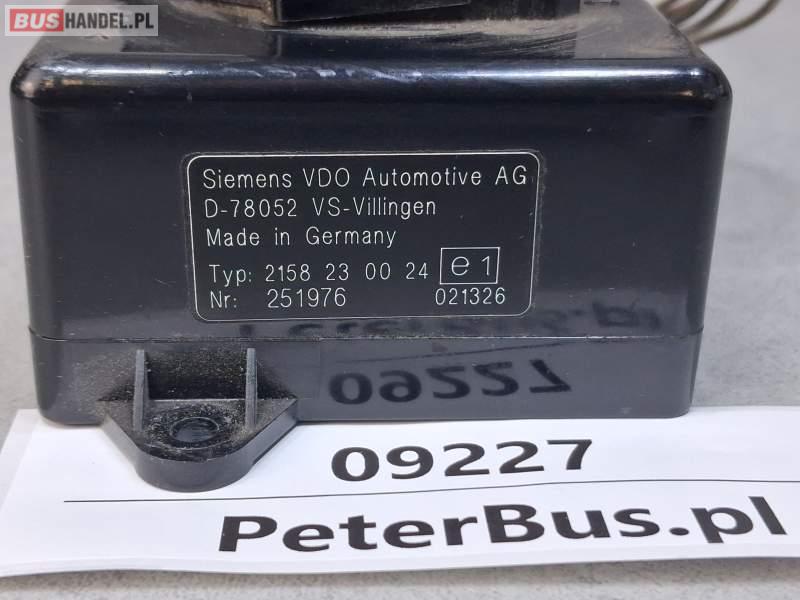 BUSHANDEL.PL
Siemens VDO Automotive AG
D-78052 VS-Villingen
Made in Germany
Typ: 2158 23 00 24 e1
Nr: 251976 021326
09227
PeterBus.pl